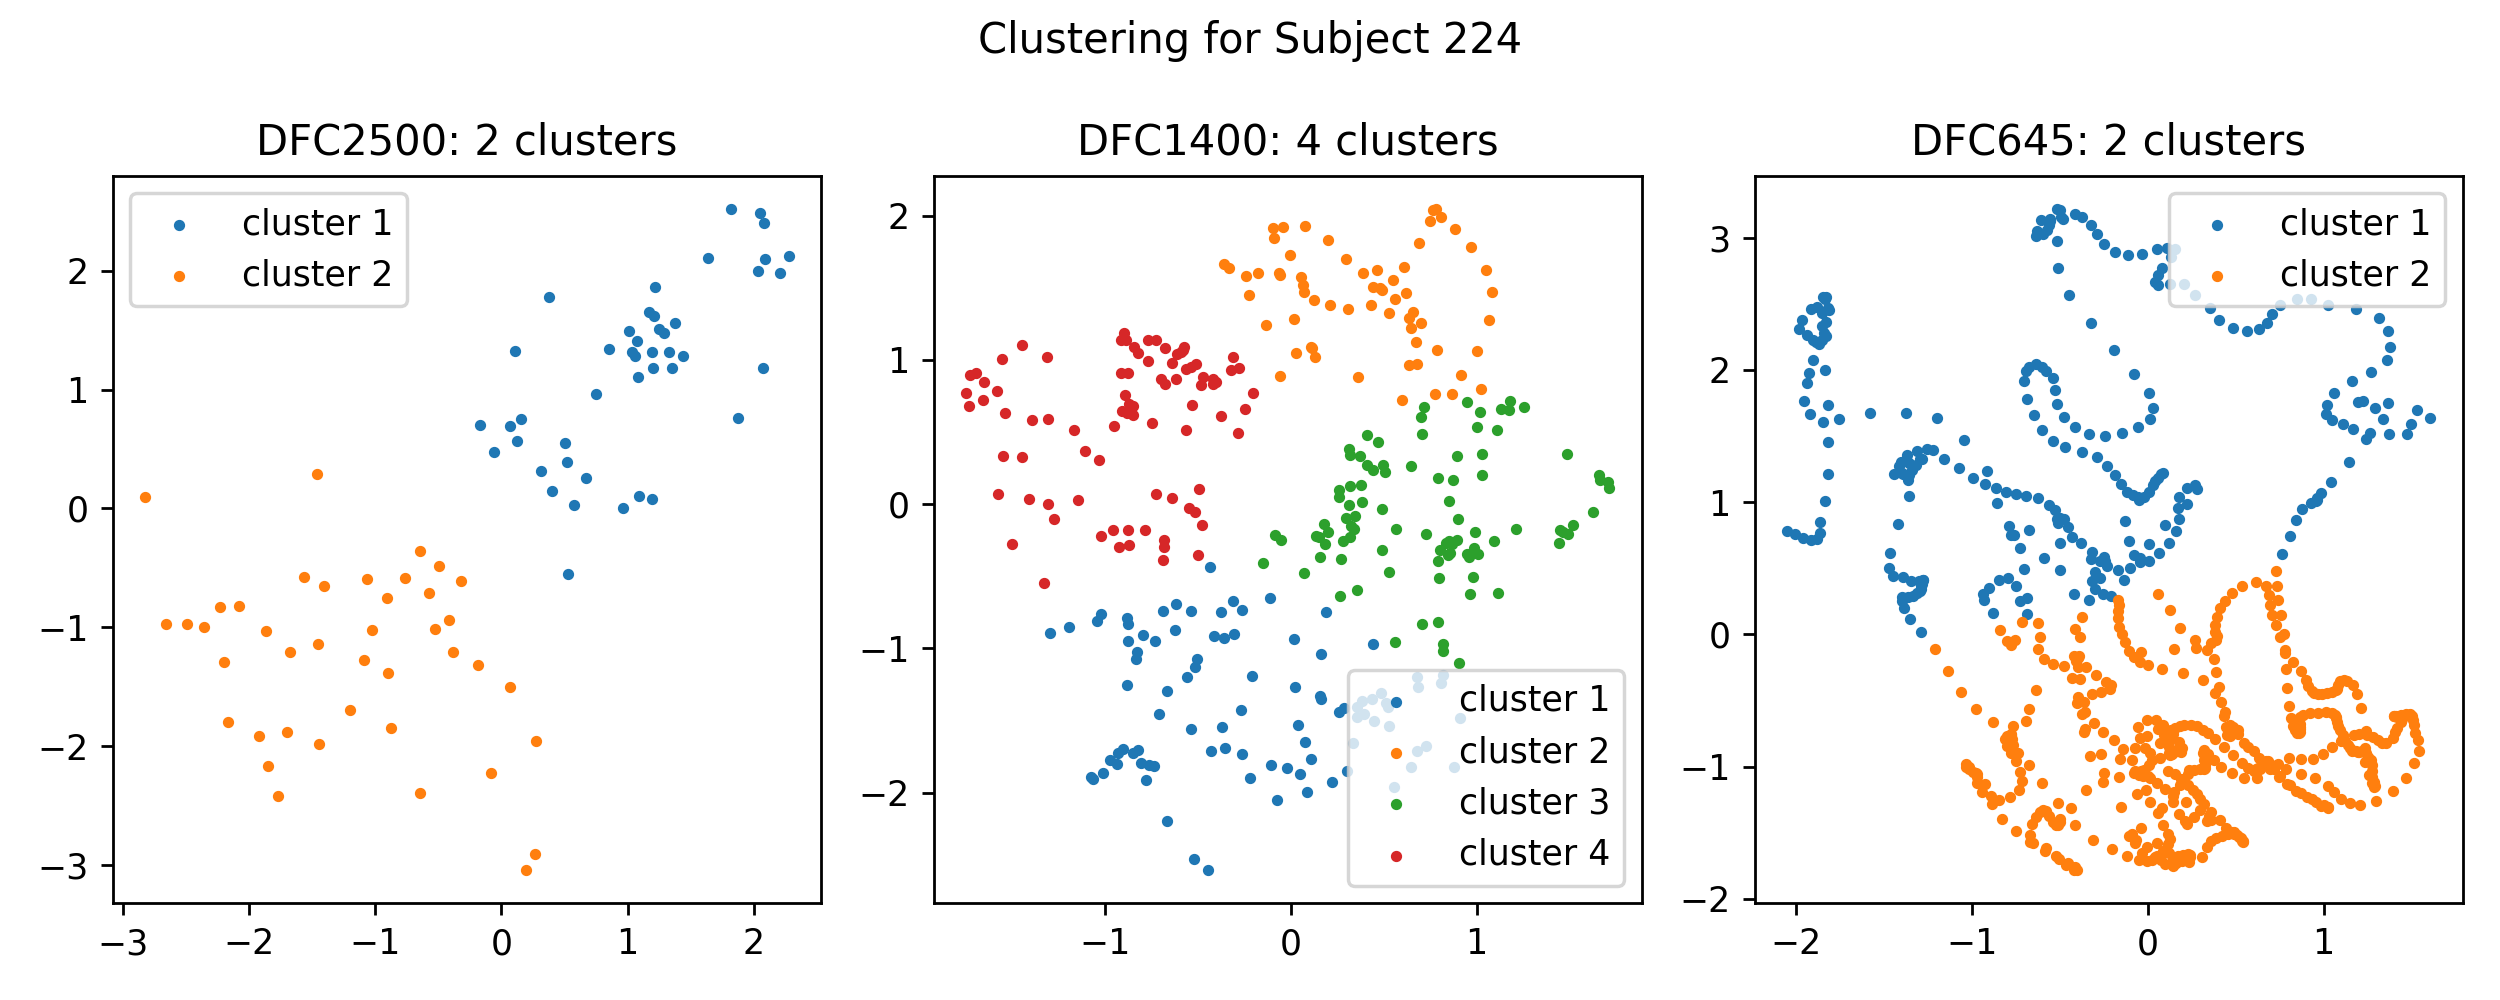 Clustering for Subject 224
DFC2500: 2 clusters
cluster 1
cluster 2
2
1
0
−1
−2
−3
−3 −2 −1 0 1 2
DFC1400: 4 clusters
2
1
0
−1
−2
cluster 1
cluster 2
cluster 3
cluster 4
−1 0 1
DFC645: 2 clusters
cluster 1
cluster 2
3
2
1
0
−1
−2
−2 −1 0 1